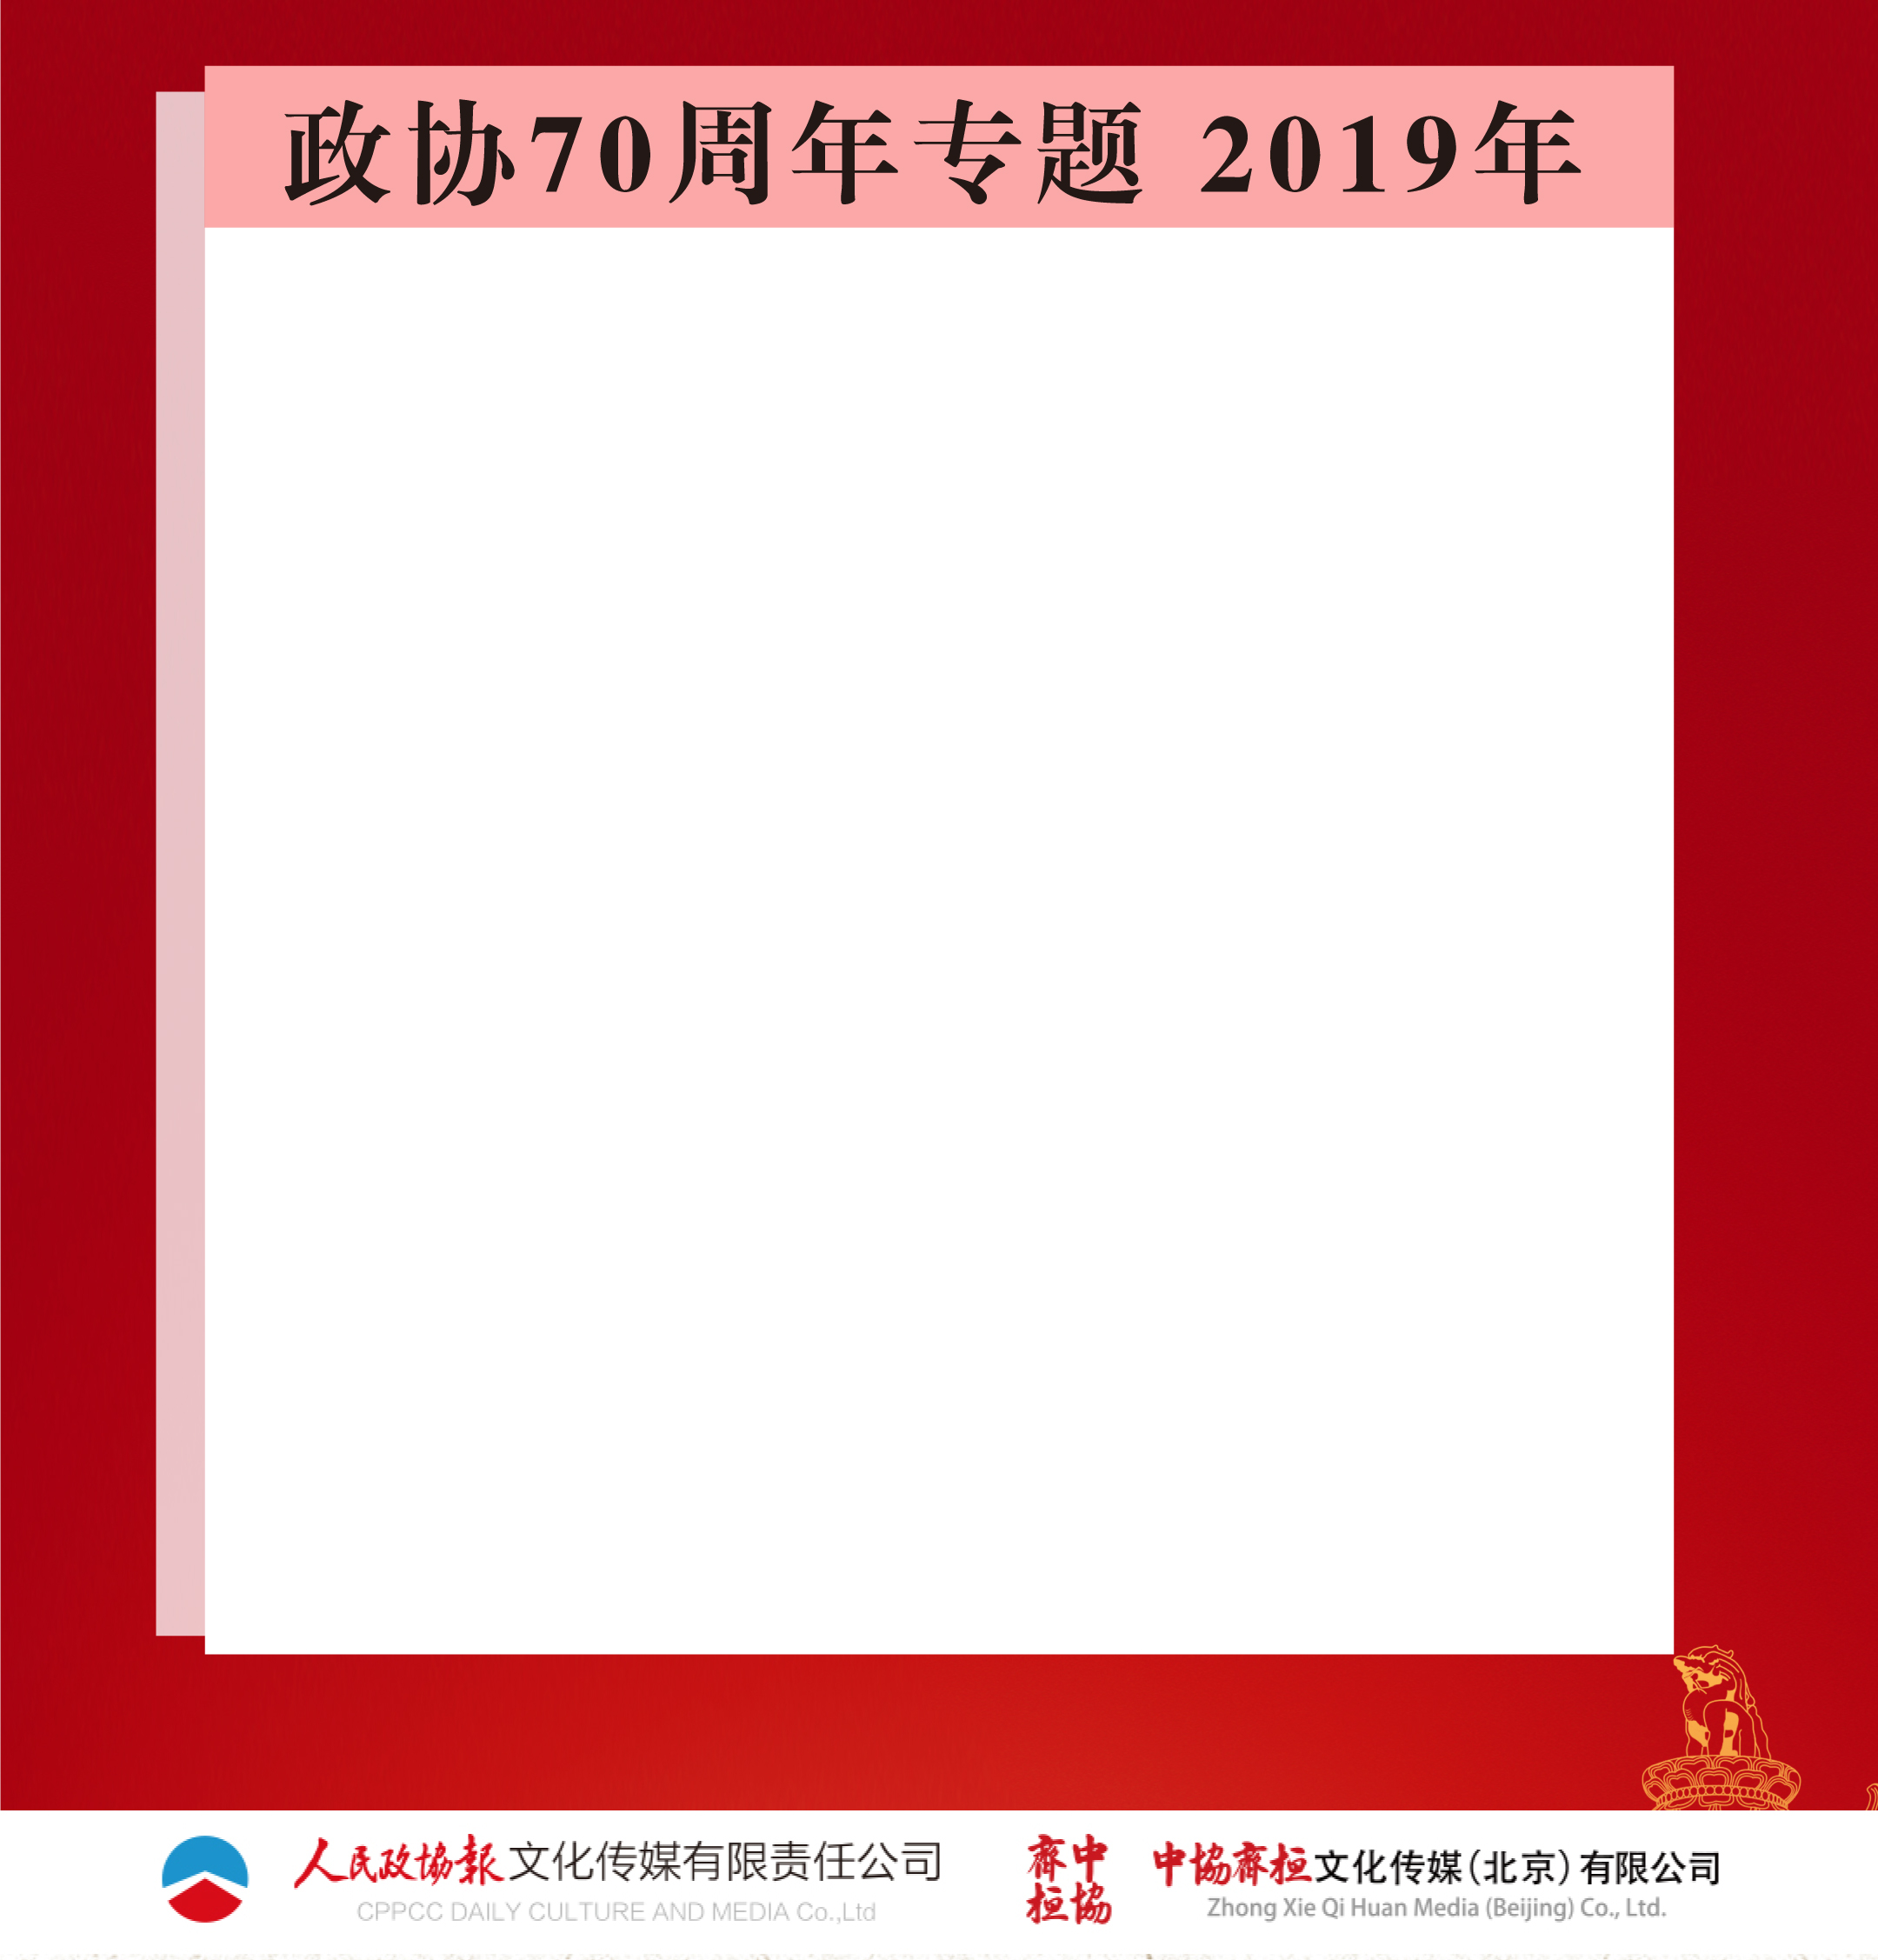 政协70周年专题 2019年
人民政協報文化传媒有限责任公司
CPPCC DAILY CULTURE AND MEDIA Co.,Ltd
齊中
桓協
中協齊桓文化传媒(北京)有限公司
Zhong Xie Qi Huan Media (Beijing) Co., Ltd.